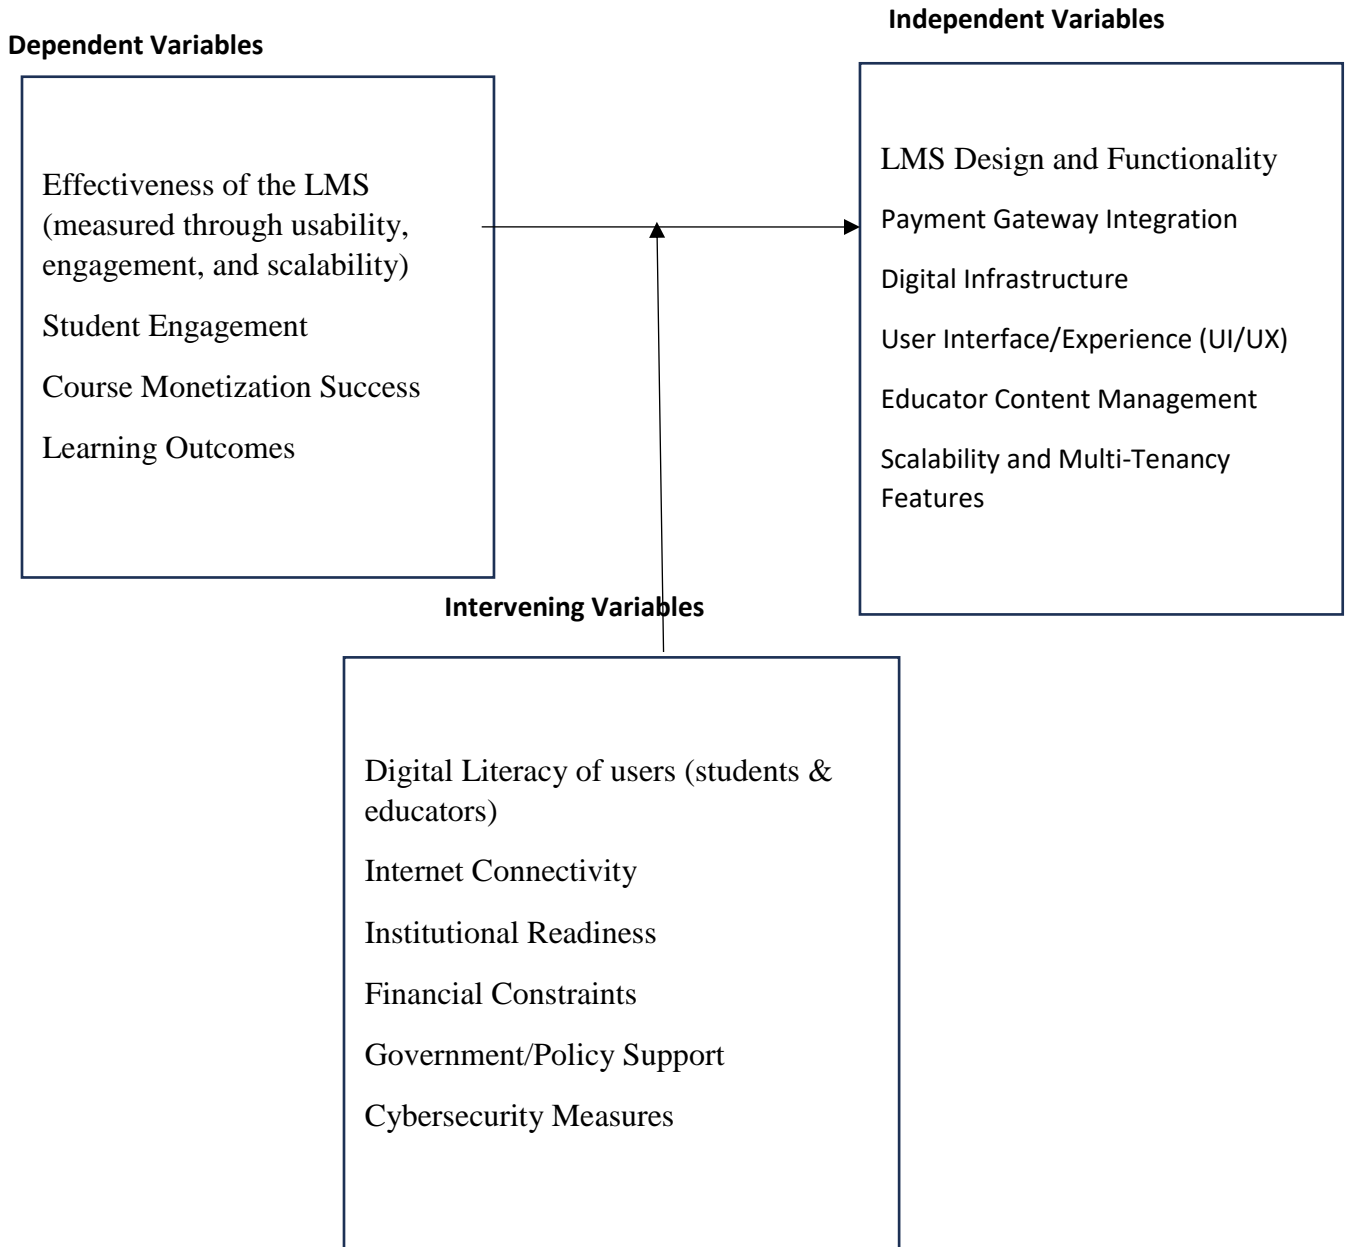 Dependent Variables
Effectiveness of the LMS
(measured through usability,
engagement, and scalability)
Student Engagement
Course Monetization Success
Learning Outcomes
Independent Variables
LMS Design and Functionality
Payment Gateway Integration
Digital Infrastructure
User Interface/Experience (UI/UX)
Educator Content Management
Scalability and Multi-Tenancy
Features
Intervening Variables
Digital Literacy of users (students &
educators)
Internet Connectivity
Institutional Readiness
Financial Constraints
Government/Policy Support
Cybersecurity Measures